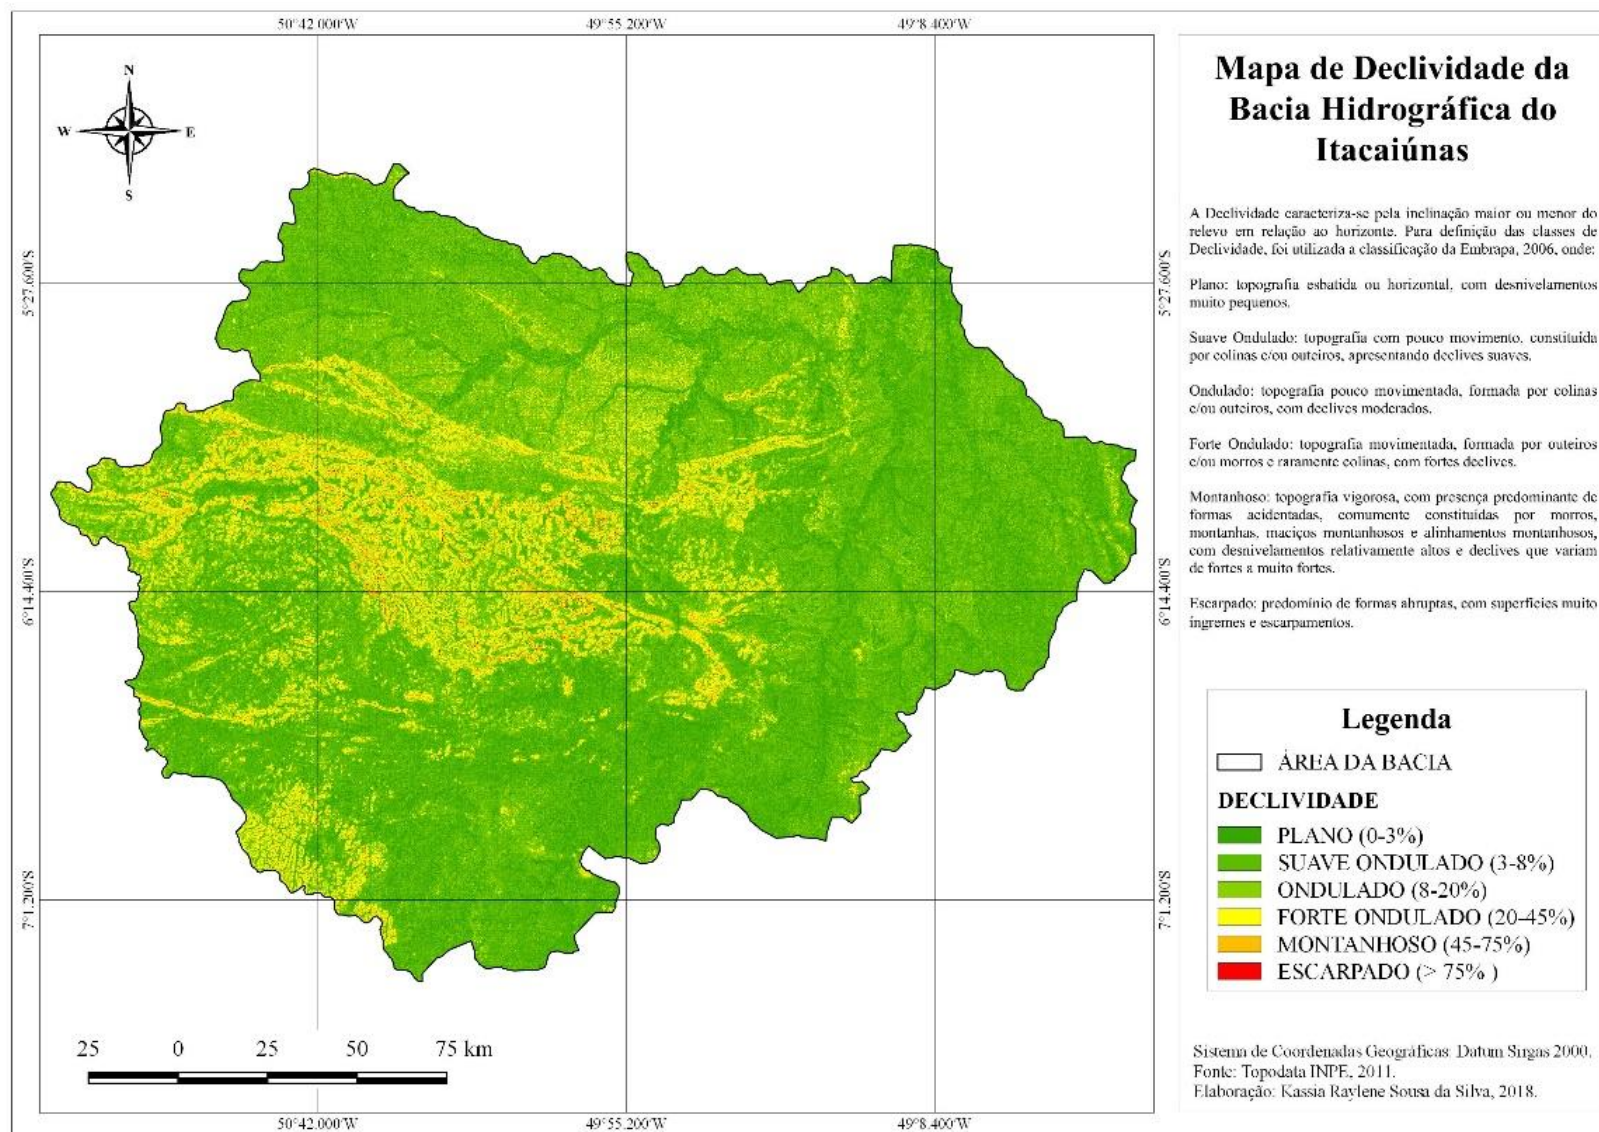 50°42.000'W 49°55.200'W 49°8.400'W
N
W E
S
5°27.600'S 5°27.600'S
6°14.400'S 6°14.400'S
7°1.200'S 7°1.200'S
25 0 25 50 75 km
50°42.000'W 49°55.200'W 49°8.400'W
Mapa de Declividade da
Bacia Hidrográfica do
Itacaiúnas
A Declividade caracteriza-se pela inclinação maior ou menor do
relevo em relação ao horizonte. Para definição das classes de
Declividade, foi utilizada a classificação da Embrapa, 2006, onde:
Plano: topografia esbatida ou horizontal, com desnivelamentos
muito pequenos.
Suave Ondulado: topografia com pouco movimento, constituída
por colinas e/ou outeiros, apresentando declives suaves.
Ondulado: topografia pouco movimentada, formada por colinas
e/ou outeiros, com declives moderados.
Forte Ondulado: topografia movimentada, formada por outeiros
e/ou morros e raramente colinas, com fortes declives.
Montanhoso: topografia vigorosa, com presença predominante de
formas acidentadas, comumente constituídas por morros,
montanhas, maciços montanhosos e alinhamentos montanhosos,
com desnivelamentos relativamente altos e declives que variam
de fortes a muito fortes.
Escarpado: predomínio de formas abruptas, com superfícies muito
íngremes e escarpamentos.
Legenda
ÁREA DA BACIA
DECLIVIDADE
PLANO (0-3%)
SUAVE ONDULADO (3-8%)
ONDULADO (8-20%)
FORTE ONDULADO (20-45%)
MONTANHOSO (45-75%)
ESCARPADO (> 75% )
Sistema de Coordenadas Geográficas: Datum Sirgas 2000.
Fonte: Topodata INPE, 2011.
Elaboração: Kassia Raylene Sousa da Silva, 2018.